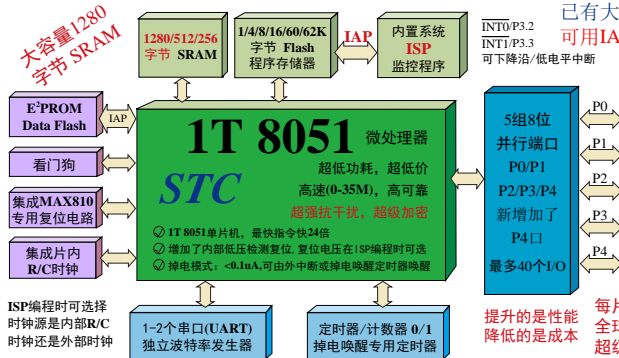 大容量1280
字节 SRAM
1280/512/256
字节 SRAM
1/4/8/16/60/62K
字节 Flash
程序存储器
IAP
内置系统
ISP
监控程序
INT0/P3.2
INT1/P3.3
可下降沿/低电平中断
已有大
可用IA
E²PROM
Data Flash
IAP
看门狗
集成MAX810
专用复位电路
集成片内
R/C时钟
1T 8051 微处理器
STC
超低功耗，超低价
高速(0-35M)，高可靠
超强抗干扰，超级加密
1T 8051单片机，最快指令快24倍
增加了内部低压检测复位,复位电压在ISP编程时可选
掉电模式：<0.1uA,可由外中断或掉电唤醒定时器唤醒
5组8位
并行端口
P0/P1
P2/P3/P4
新增加了
P4口
最多40个I/O
P0
P1
P2
P3
P4
ISP编程时可选择
时钟源是内部R/C
时钟还是外部时钟
1-2个串口(UART)
独立波特率发生器
定时器/计数器 0/1
掉电唤醒专用定时器
提升的是性能
降低的是成本
每片
全球
超级